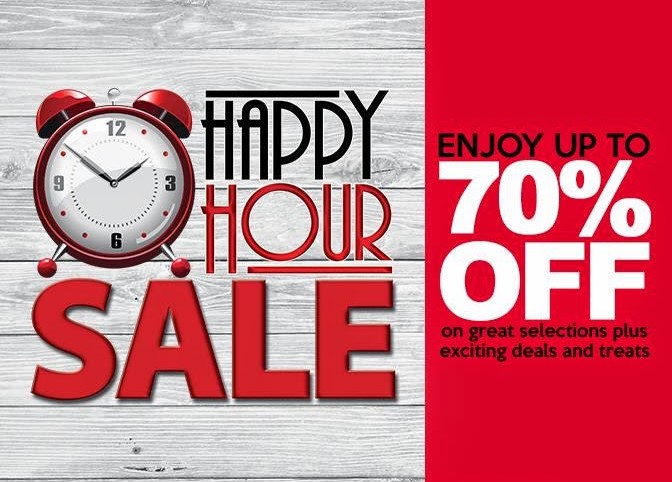 12
9
3
6
HAPPY
HOUR
SALE
ENJOY UP TO
70%
OFF
on great selections plus
exciting deals and treats